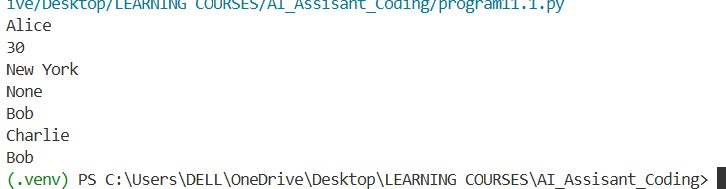 ive/Desktop/LEARNING COURSES/AI_Assisant_Coding/program11.1.py
Alice
30
New York
None
Bob
Charlie
Bob
(.venv) PS C:\Users\DELL\OneDrive\Desktop\LEARNING COURSES\AI_Assisant_Coding>